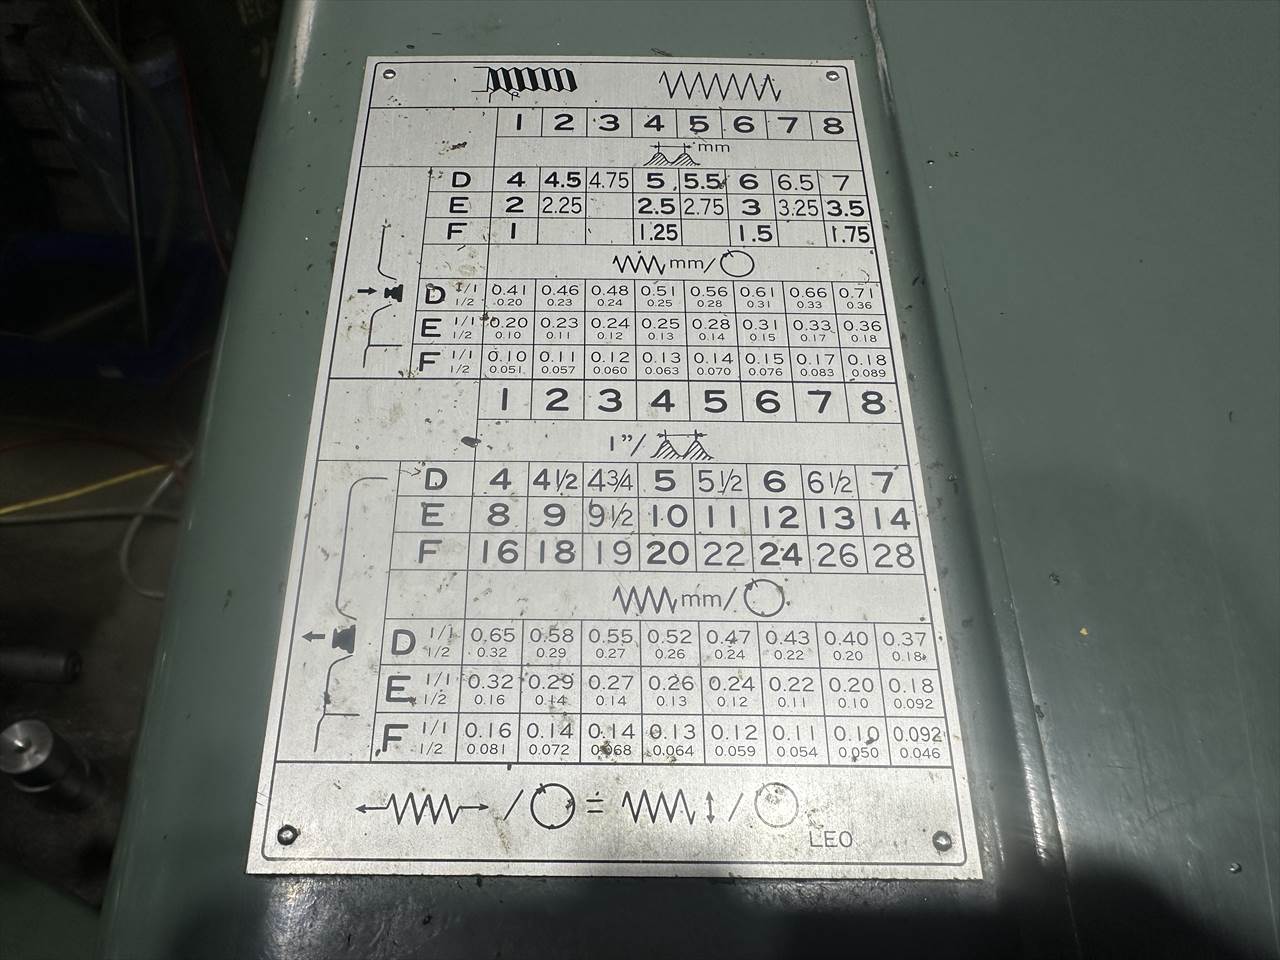 P
1 2 3 4 5 6 7 8
mm
D 4 4.5 4.75 5 5.5 6 6.5 7
E 2 2.25 2.5 2.75 3 3.25 3.5
F 1 1.25 1.5 1.75
mm/
D 1/1 0.41 0.46 0.48 0.51 0.56 0.61 0.66 0.71
1/2 0.20 0.23 0.24 0.25 0.28 0.31 0.33 0.36
E 1/1 0.20 0.23 0.24 0.25 0.28 0.31 0.33 0.36
1/2 0.10 0.11 0.12 0.13 0.14 0.15 0.17 0.18
F 1/1 0.10 0.11 0.12 0.13 0.14 0.15 0.17 0.18
1/2 0.051 0.057 0.060 0.063 0.070 0.076 0.083 0.089
1 2 3 4 5 6 7 8
1"/
D 4 4 1/2 4 3/4 5 5 1/2 6 6 1/2 7
E 8 9 9 1/2 10 11 12 13 14
F 16 18 19 20 22 24 26 28
mm/
D 1/1 0.65 0.58 0.55 0.52 0.47 0.43 0.40 0.37
1/2 0.32 0.29 0.27 0.26 0.24 0.22 0.20 0.18
E 1/1 0.32 0.29 0.27 0.26 0.24 0.22 0.20 0.18
1/2 0.16 0.14 0.14 0.13 0.12 0.11 0.10 0.092
F 1/1 0.16 0.14 0.14 0.13 0.12 0.11 0.10 0.092
1/2 0.081 0.072 0.068 0.064 0.059 0.054 0.050 0.046
/ = /
LEO